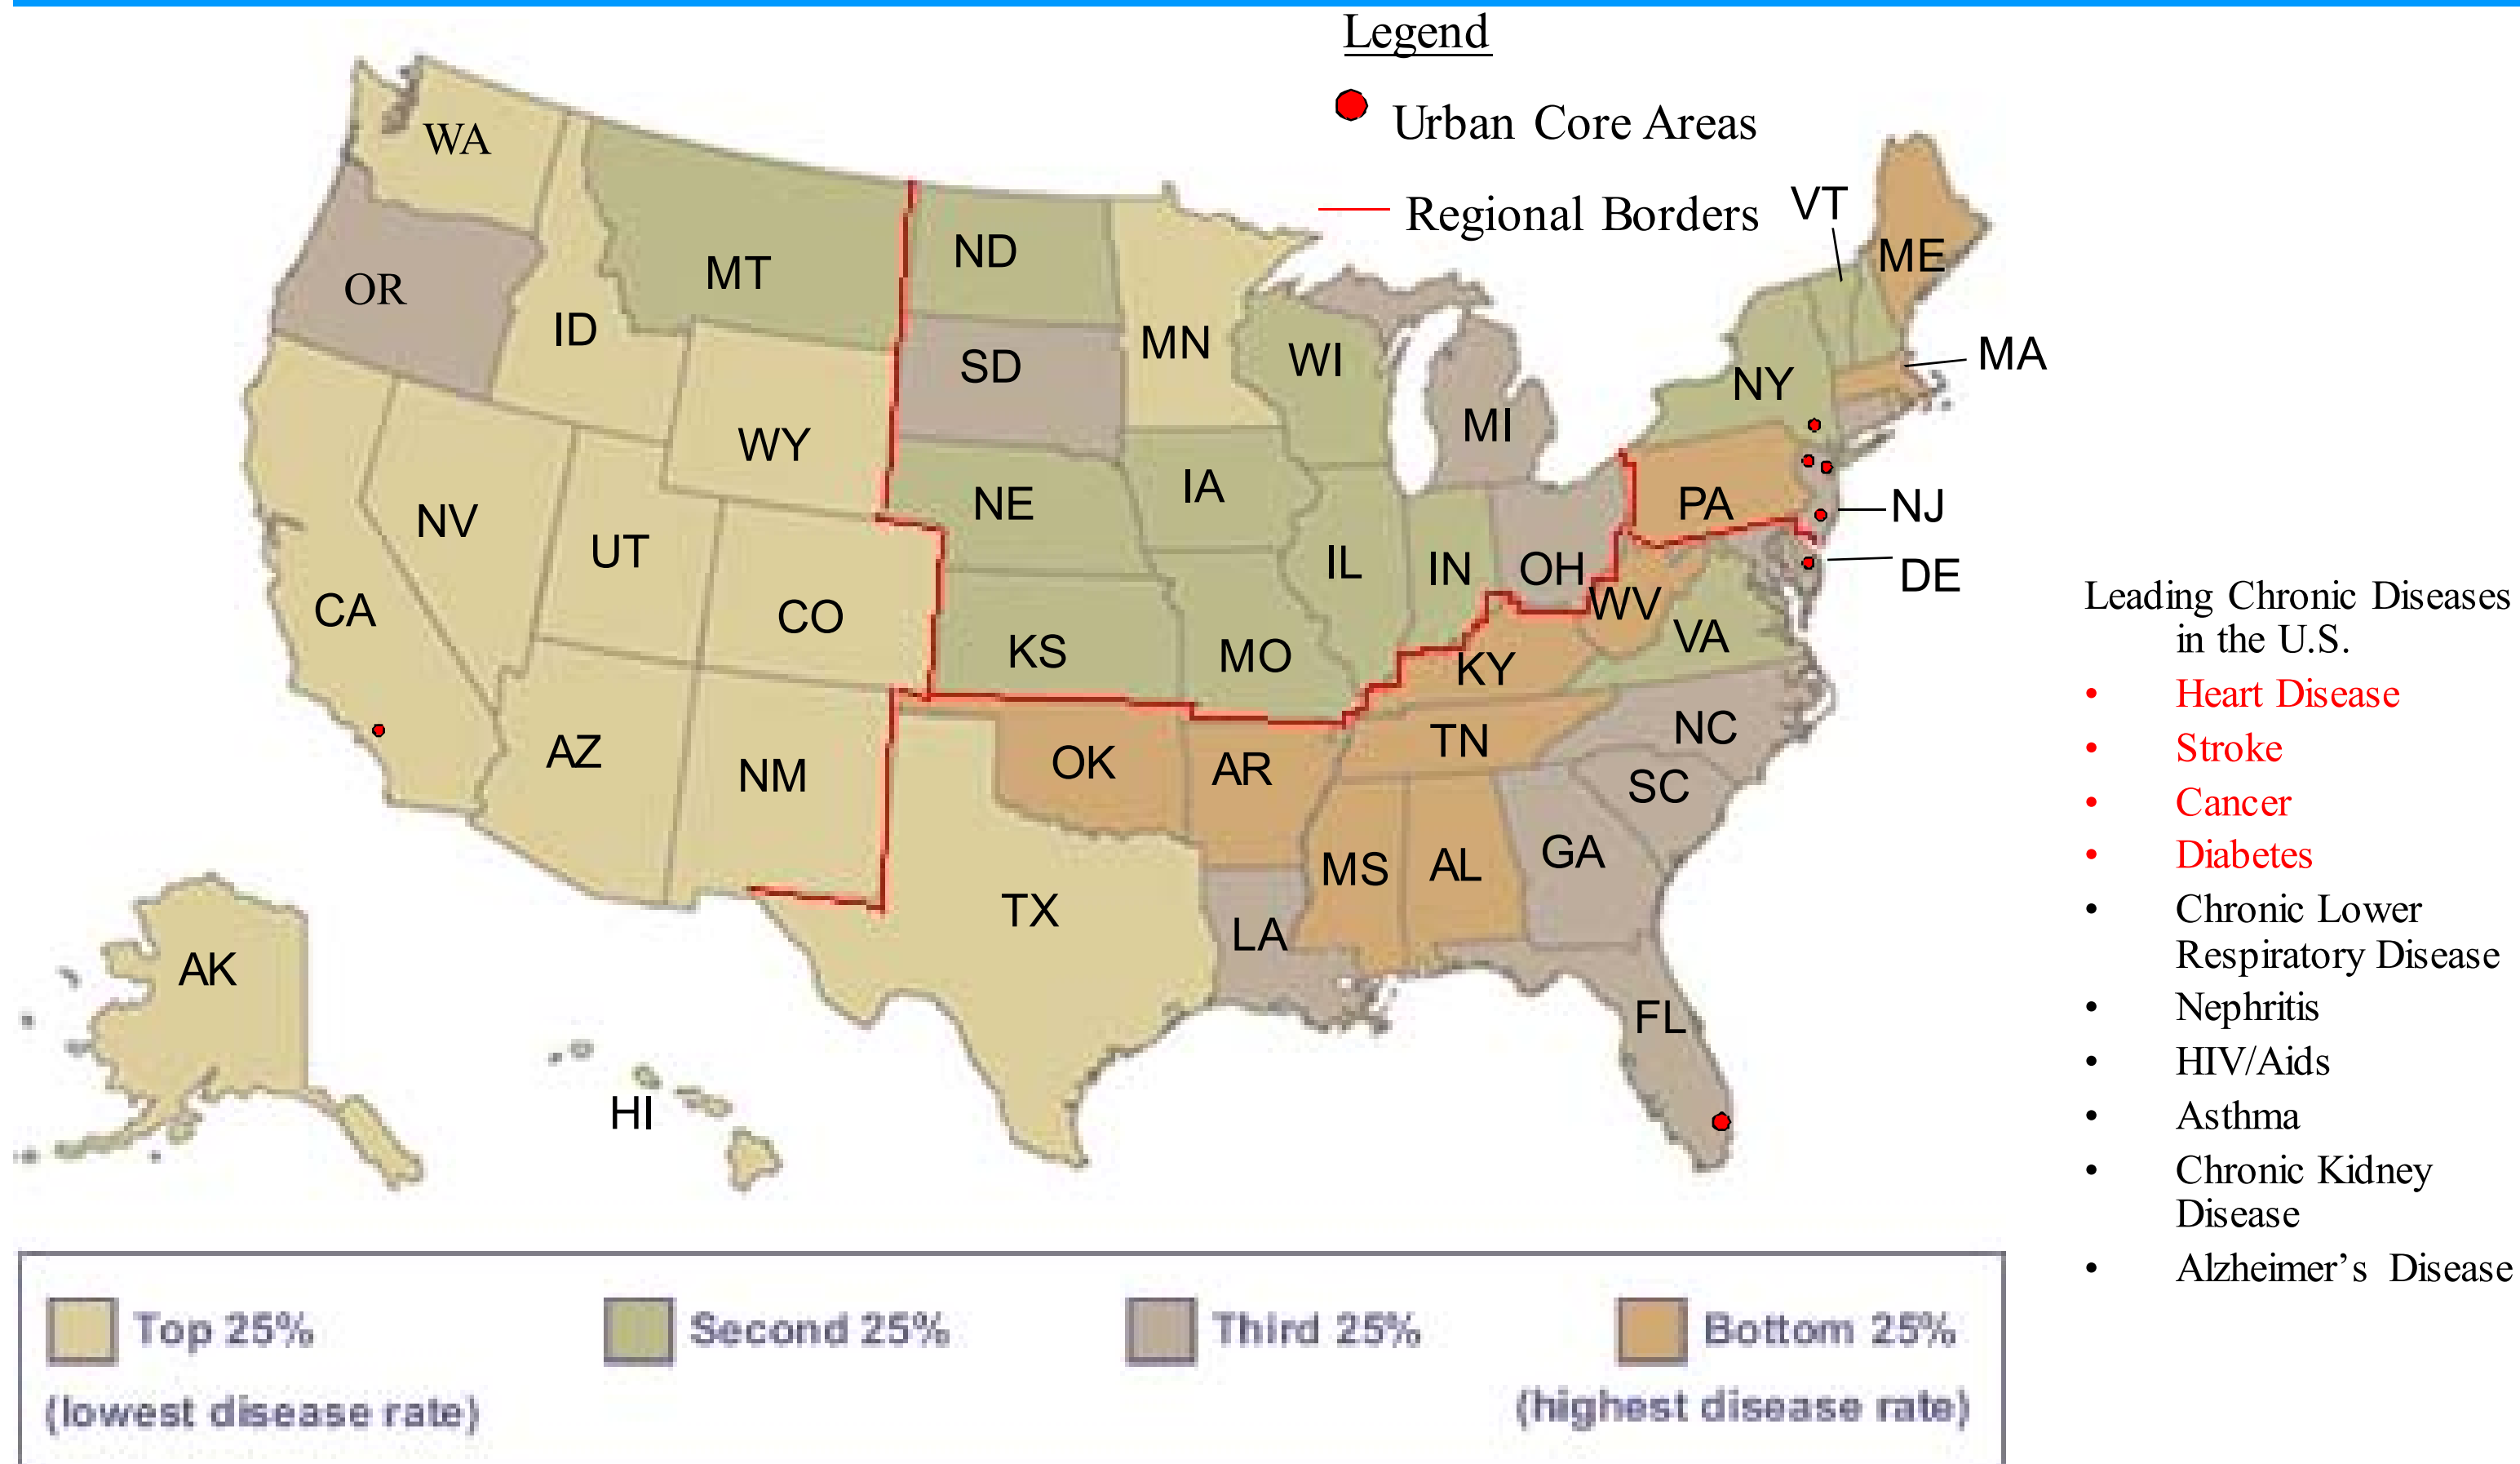 Legend
Urban Core Areas
Regional Borders
WA
OR
MT
ID
WY
NV
UT
CA
CO
AZ
NM
ND
SD
MN
WI
NE
IA
MI
IL
IN
OH
KS
MO
VT
ME
MA
NY
PA
NJ
DE
WV
VA
KY
TN
NC
SC
OK
AR
MS
AL
GA
TX
LA
FL
AK
HI
Leading Chronic Diseases
in the U.S.
• Heart Disease
• Stroke
• Cancer
• Diabetes
• Chronic Lower
Respiratory Disease
• Nephritis
• HIV/Aids
• Asthma
• Chronic Kidney
Disease
• Alzheimer’s Disease
Top 25%
Second 25%
Third 25%
Bottom 25%
(lowest disease rate)
(highest disease rate)